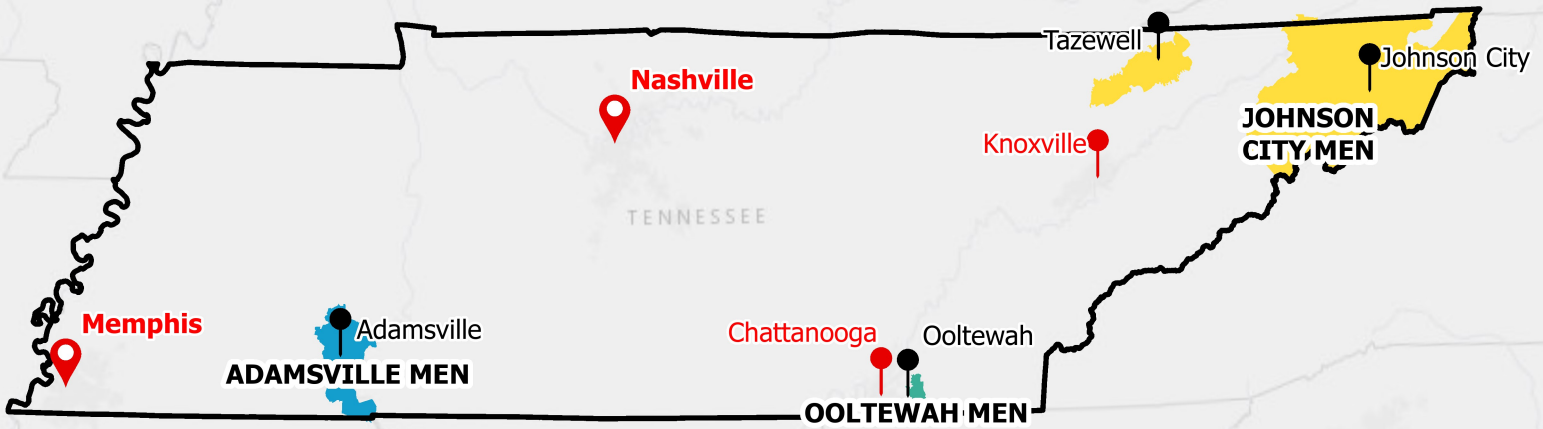 Tazewell
Johnson City
Nashville
JOHNSON
CITY MEN
Knoxville
TENNESSEE
Memphis
Adamsville
Chattanooga
Ooltewah
ADAMSVILLE MEN
OOLTEWAH MEN